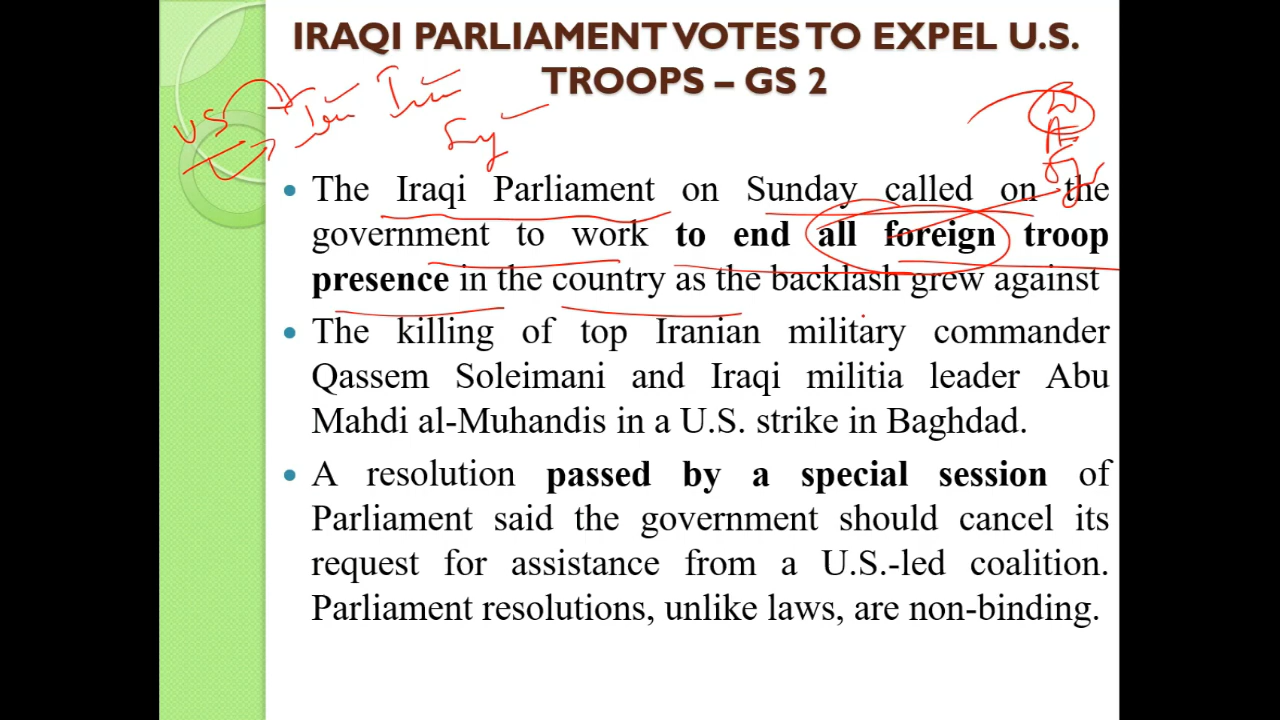 IRAQI PARLIAMENT VOTES TO EXPEL U.S.
TROOPS – GS 2
US
• The Iraqi Parliament on Sunday called on the
government to work to end all foreign troop
presence in the country as the backlash grew against
• The killing of top Iranian military commander
Qassem Soleimani and Iraqi militia leader Abu
Mahdi al-Muhandis in a U.S. strike in Baghdad.
• A resolution passed by a special session of
Parliament said the government should cancel its
request for assistance from a U.S.-led coalition.
Parliament resolutions, unlike laws, are non-binding.